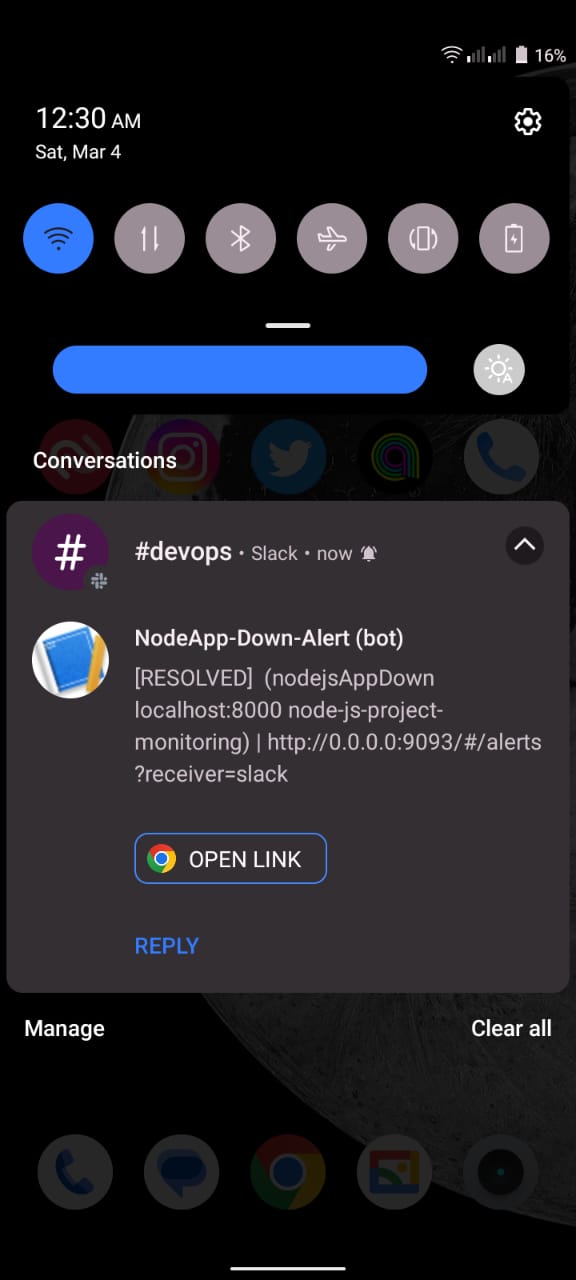 16%
12:30 AM
Sat, Mar 4
Conversations
#
#devops • Slack • now
NodeApp-Down-Alert (bot)
[RESOLVED]  (nodejsAppDown
localhost:8000 node-js-project-
monitoring) | http://0.0.0.0:9093/#/alerts
?receiver=slack
OPEN LINK
REPLY
Manage
Clear all